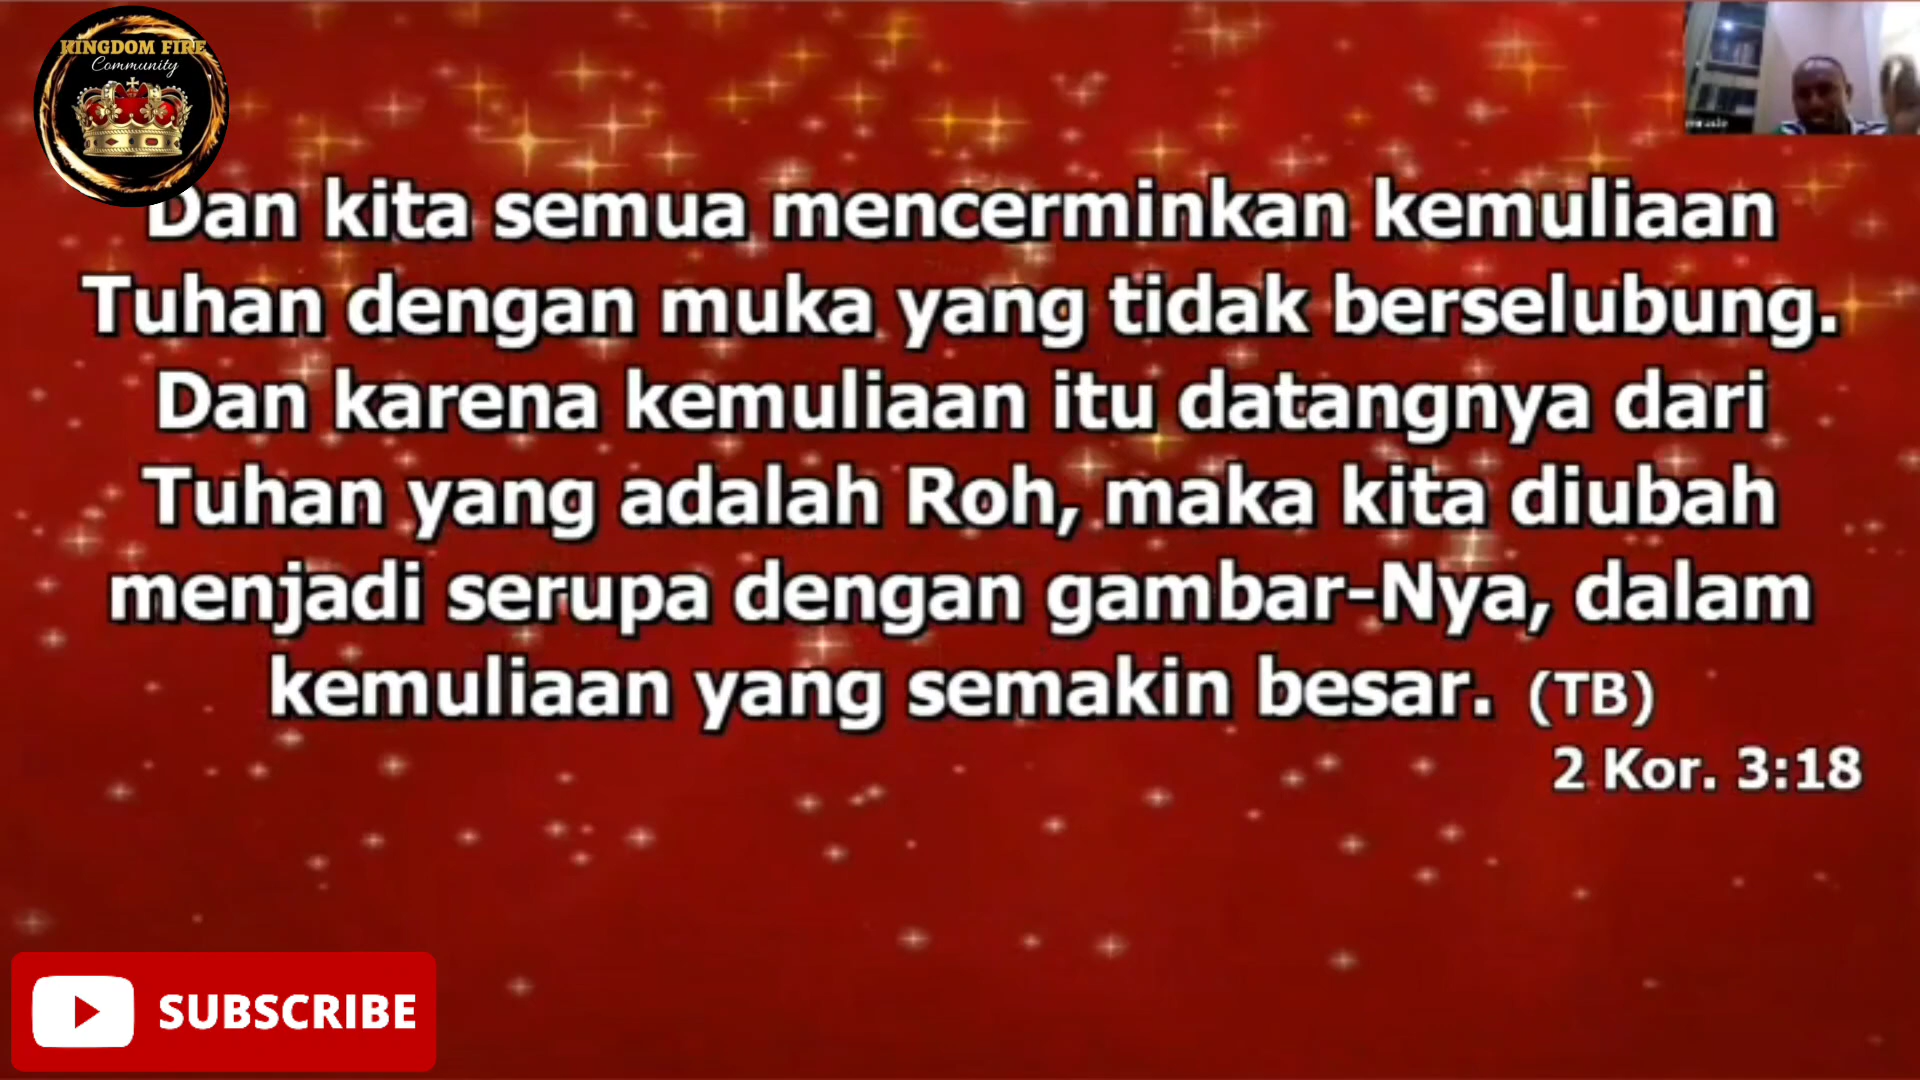 KINGDOM FIRE
Community
Dan kita semua mencerminkan kemuliaan
Tuhan dengan muka yang tidak berselubung.
Dan karena kemuliaan itu datangnya dari
Tuhan yang adalah Roh, maka kita diubah
menjadi serupa dengan gambar-Nya, dalam
kemuliaan yang semakin besar. (TB)
2 Kor. 3:18
SUBSCRIBE